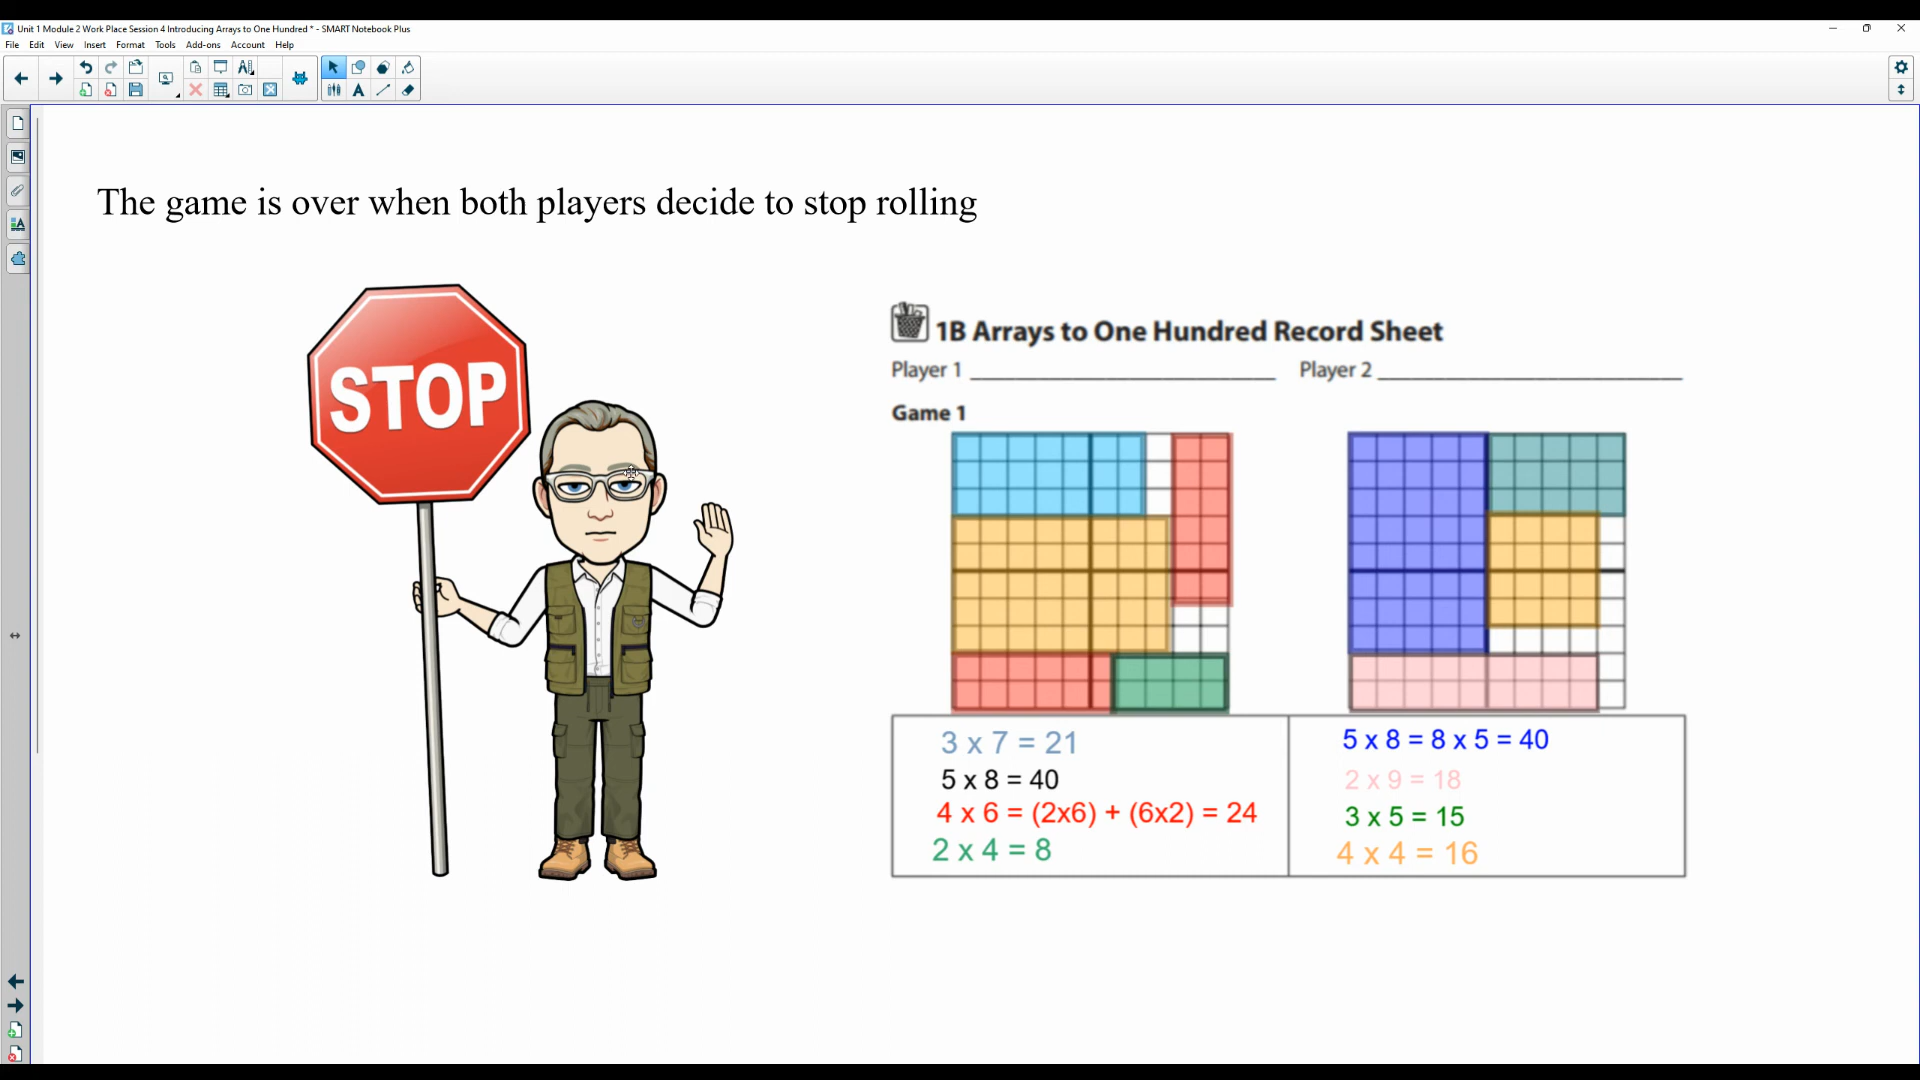 Unit 1 Module 2 Work Place Session 4 Introducing Arrays to One Hundred * - SMART Notebook Plus
File Edit View Insert Format Tools Add-ons Account Help
The game is over when both players decide to stop rolling
STOP
1B Arrays to One Hundred Record Sheet
Player 1 Player 2
Game 1
3 x 7 = 21
5 x 8 = 40
4 x 6 = (2x6) + (6x2) = 24
2 x 4 = 8
5 x 8 = 8 x 5 = 40
2 x 9 = 18
3 x 5 = 15
4 x 4 = 16